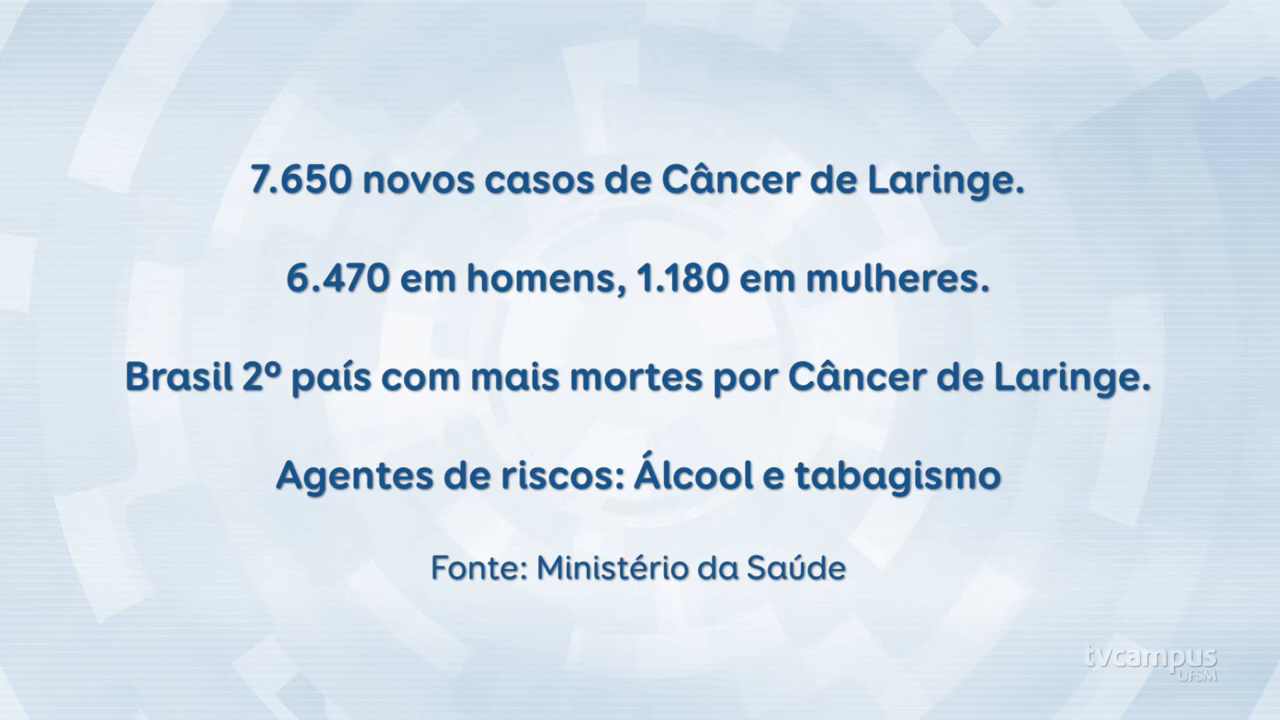 7.650 novos casos de Câncer de Laringe.
6.470 em homens, 1.180 em mulheres.
Brasil 2º país com mais mortes por Câncer de Laringe.
Agentes de riscos: Álcool e tabagismo
Fonte: Ministério da Saúde
tvcampus
UFSM